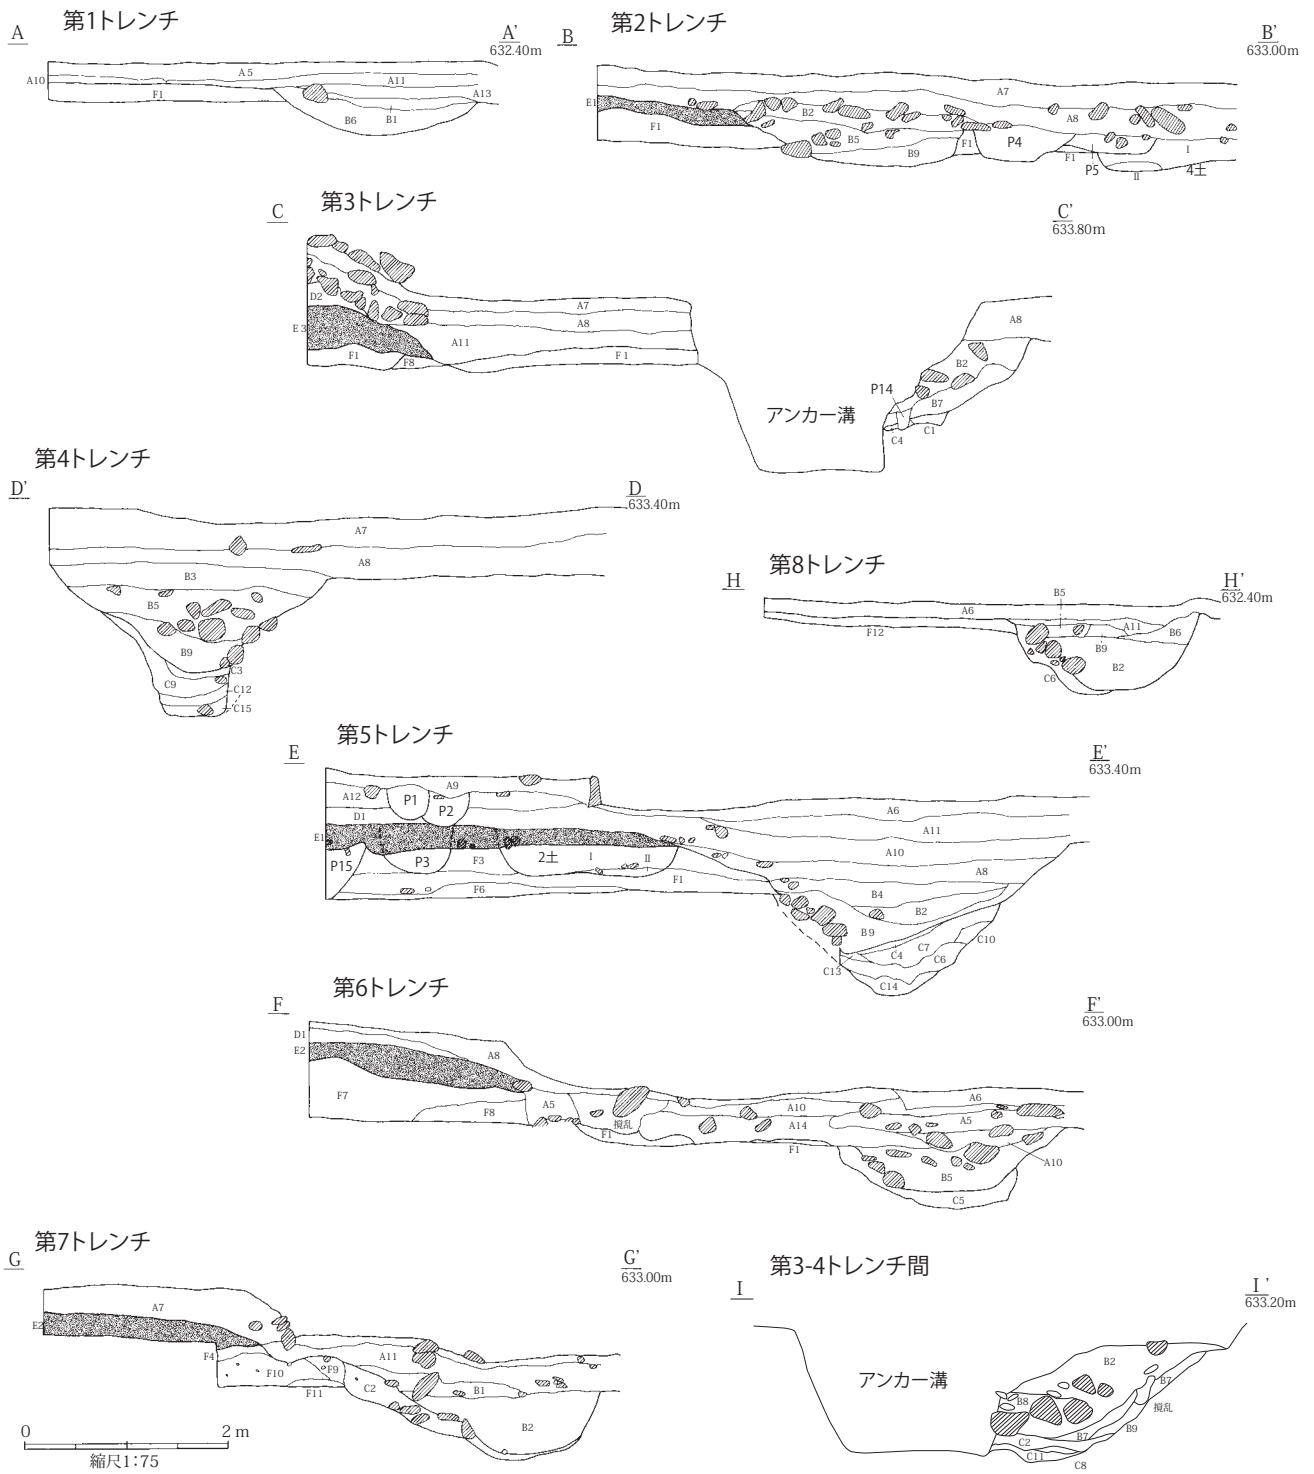 第1トレンチ
A
A'
632.40m
A5
A10
A11
F1
A13
B6
B1
第2トレンチ
B
B'
633.00m
A7
E1
B2
A8
F1
B5
B9
F1
P4
F1
P5
I
II
4土
第3トレンチ
C
C'
633.80m
D2
A7
A8
E3
A11
F1
F8
F1
A8
B2
P14
B7
アンカー溝
C4
C1
第4トレンチ
D'
D
633.40m
A7
A8
B3
B5
B9
C3
C9
C12
C15
第8トレンチ
H
H'
632.40m
B5
A6
F12
A11
B6
B9
B2
C6
第5トレンチ
E
E'
633.40m
A9
A12
P1
P2
D1
A6
E1
A11
A10
P15
P3
F3
2土
I
II
F1
A8
F6
B4
B2
B9
C10
C7
C4
C6
C13
C14
第6トレンチ
F
F'
633.00m
D1
E2
A8
F7
F8
A5
撹乱
F1
A10
A14
F1
A6
A5
A10
B5
C5
第7トレンチ
G
G'
633.00m
A7
E2
F4
F10
F9
F11
A11
C2
B1
B2
第3-4トレンチ間
I
I'
633.20m
B2
アンカー溝
B7
B8
撹乱
B7
B9
C2
C11
C8
0
2 m
縮尺1:75